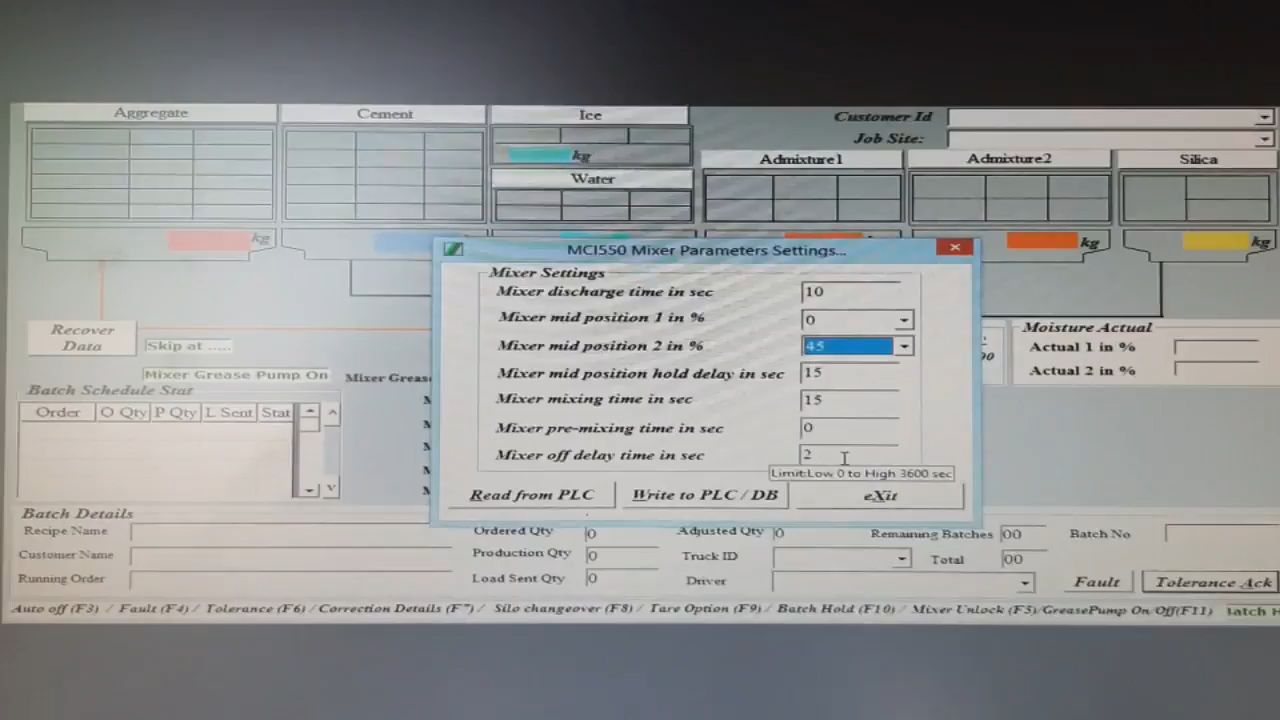 Aggregate Cement Ice Customer Id
Job Site:
kg Admixture1 Admixture2 Silica
Water
kg kg kg
MCI550 Mixer Parameters Settings...
Mixer Settings
Mixer discharge time in sec 10
Mixer mid position 1 in % 0
Mixer mid position 2 in % 45
Mixer mid position hold delay in sec 15
Mixer mixing time in sec 15
Mixer pre-mixing time in sec 0
Mixer off delay time in sec 2
Limit:Low 0 to High 3600 sec
Read from PLC Write to PLC / DB eXit
Recover Data
Skip at .....
Moisture Actual
Actual 1 in %
Actual 2 in %
Mixer Grease Pump On
Batch Schedule Stat
Order O Qty P Qty L Sent Stat
Batch Details
Recipe Name Ordered Qty 0 Adjusted Qty 0 Remaining Batches 00 Batch No
Customer Name Production Qty 0 Truck ID Total 00
Running Order Load Sent Qty 0 Driver Fault Tolerance Ack
Auto off (F3) / Fault (F4) / Tolerance (F6) / Correction Details (F7) / Silo changeover (F8) / Tare Option (F9) / Batch Hold (F10) / Mixer Unlock (F5)/GreasePump On/Off(F11)